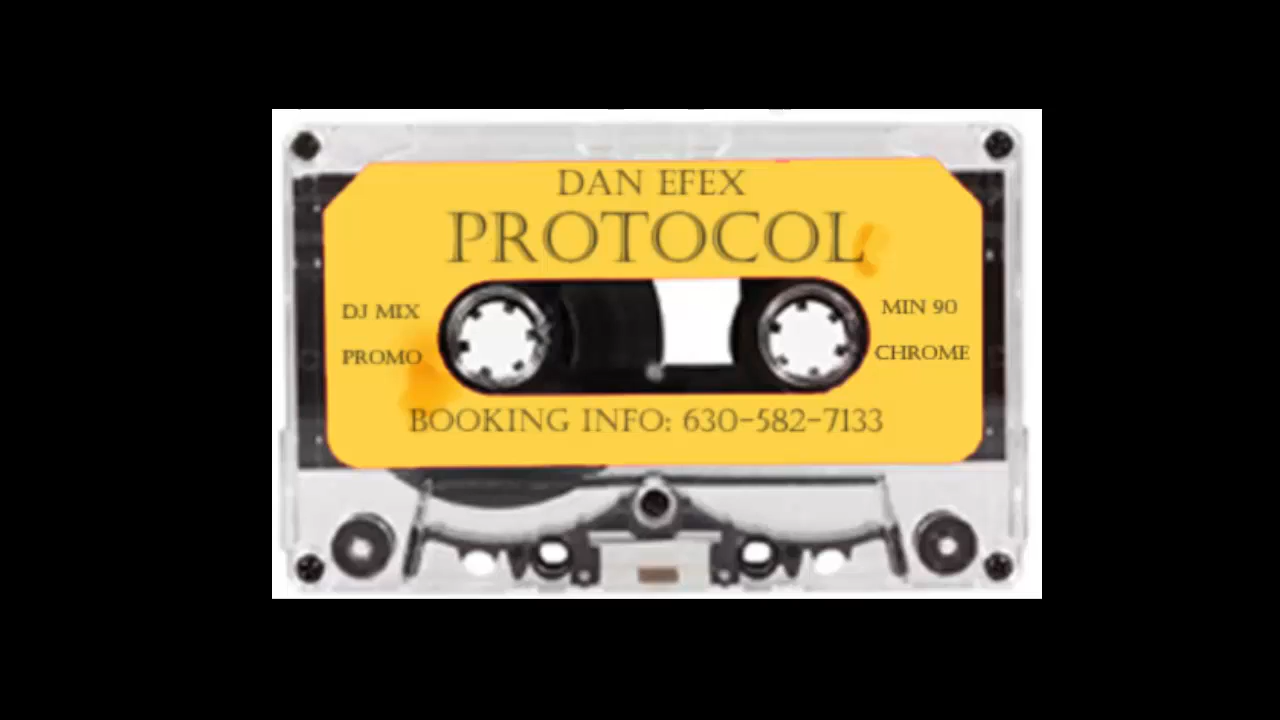 DAN EFEX
PROTOCOL
DJ MIX
MIN 90
PROMO
CHROME
BOOKING INFO: 630-582-7133